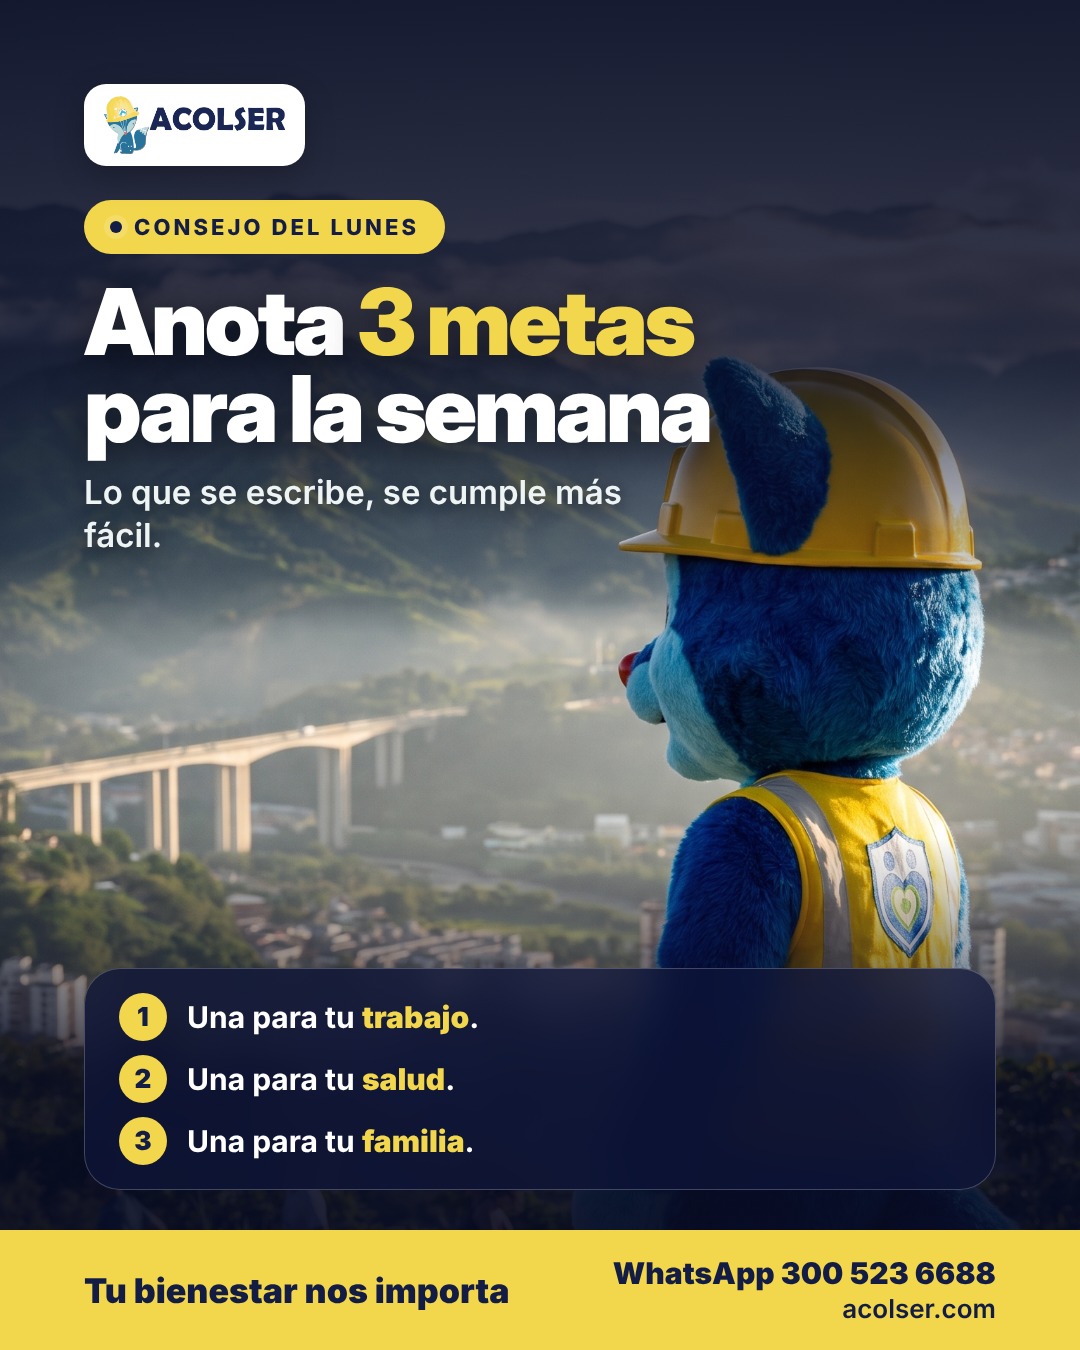 ACOLSER
CONSEJO DEL LUNES
Anota 3 metas
para la semana
Lo que se escribe, se cumple más
fácil.
1 Una para tu trabajo.
2 Una para tu salud.
3 Una para tu familia.
Tu bienestar nos importa
WhatsApp 300 523 6688
acolser.com